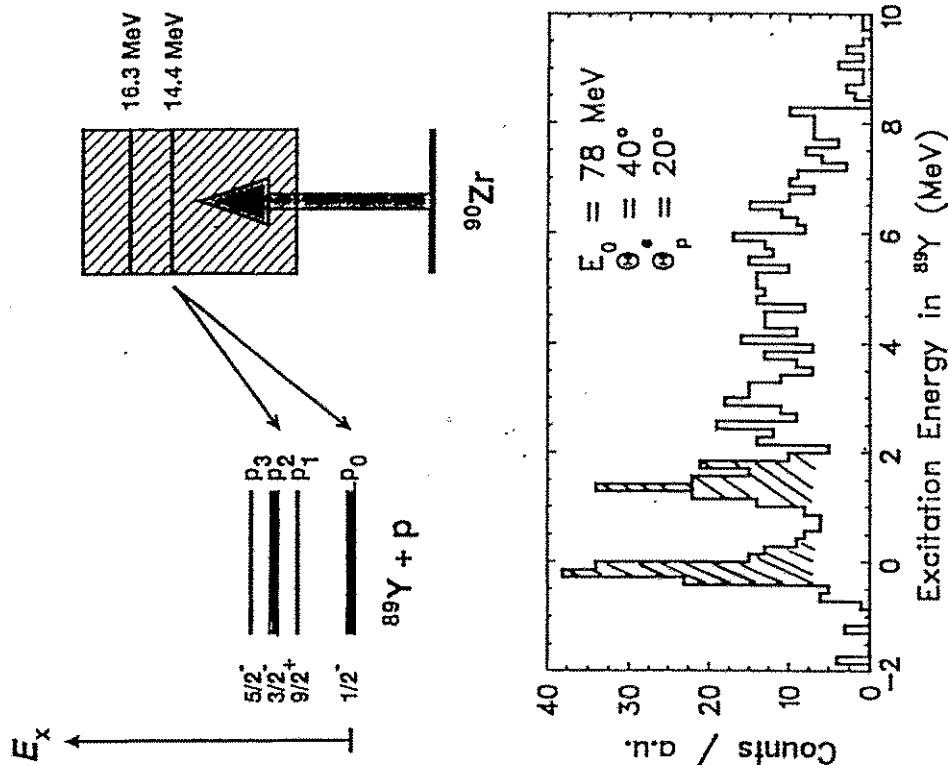 Eₓ
16.3 MeV
14.4 MeV
⁹⁰Zr
5/2⁻
3/2⁻
9/2⁺
1/2⁻
p₃
p₂
p₁
p₀
⁸⁹Y + p
E₀ = 78 MeV
Θₑ = 40°
Θₚ = 20°
40
30
20
10
0
Counts / a.u.
−2
0
2
4
6
8
10
Excitation Energy in ⁸⁹Y (MeV)